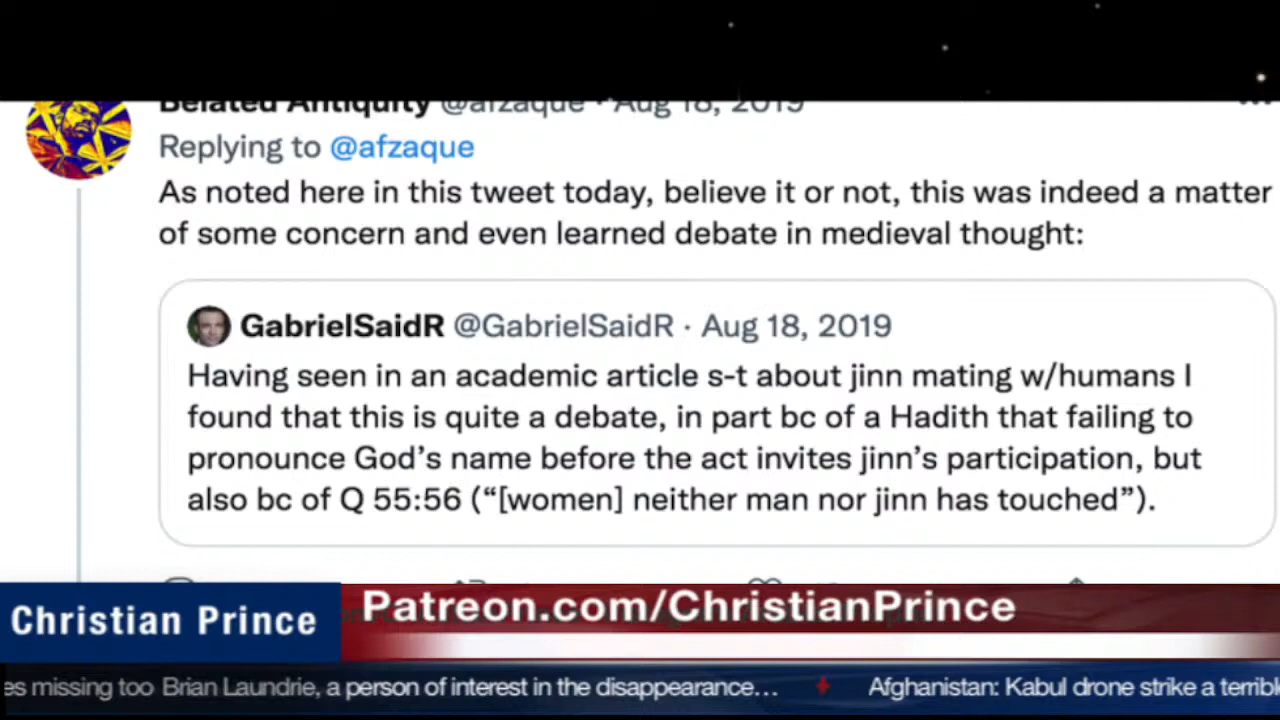 Belated Antiquity @afzaque · Aug 18, 2019
Replying to @afzaque
As noted here in this tweet today, believe it or not, this was indeed a matter
of some concern and even learned debate in medieval thought:
GabrielSaidR @GabrielSaidR · Aug 18, 2019
Having seen in an academic article s-t about jinn mating w/humans I
found that this is quite a debate, in part bc of a Hadith that failing to
pronounce God's name before the act invites jinn's participation, but
also bc of Q 55:56 (“[women] neither man nor jinn has touched”).
Christian Prince
Patreon.com/ChristianPrince
es missing too Brian Laundrie, a person of interest in the disappearance... Afghanistan: Kabul drone strike a terrible